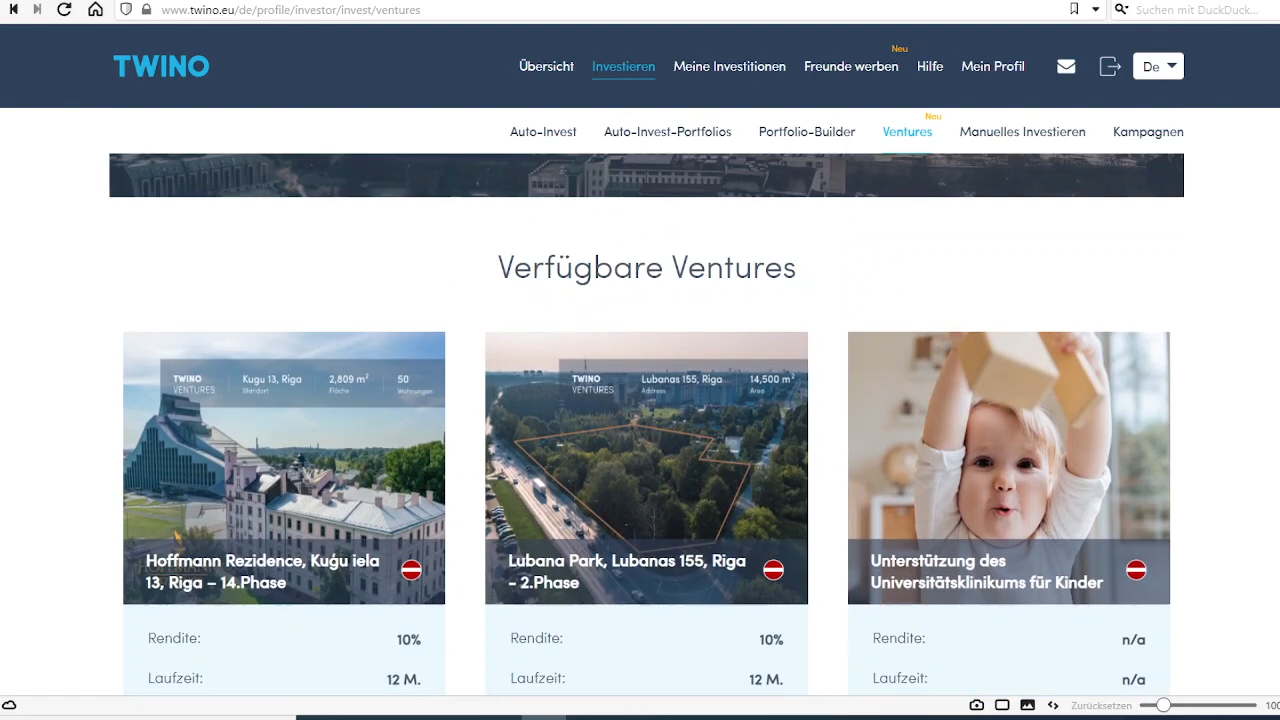 www.twino.eu/de/profile/investor/invest/ventures
Suchen mit DuckDuck...
TWINO
Übersicht
Investieren
Meine Investitionen
Freunde werben
Neu
Hilfe
Mein Profil
De
Auto-Invest
Auto-Invest-Portfolios
Portfolio-Builder
Ventures
Neu
Manuelles Investieren
Kampagnen
Verfügbare Ventures
TWINO VENTURES
Kugu 13, Riga
Standort
2,809 m²
Fläche
50
Wohnungen
Hoffmann Rezidence, Kuģu iela
13, Riga – 14.Phase
Rendite: 10%
Laufzeit: 12 M.
TWINO VENTURES
Lubanas 155, Riga
Address
14,500 m²
Area
Lubana Park, Lubanas 155, Riga
- 2.Phase
Rendite: 10%
Laufzeit: 12 M.
Unterstützung des
Universitätsklinikums für Kinder
Rendite: n/a
Laufzeit: n/a
Zurücksetzen
100